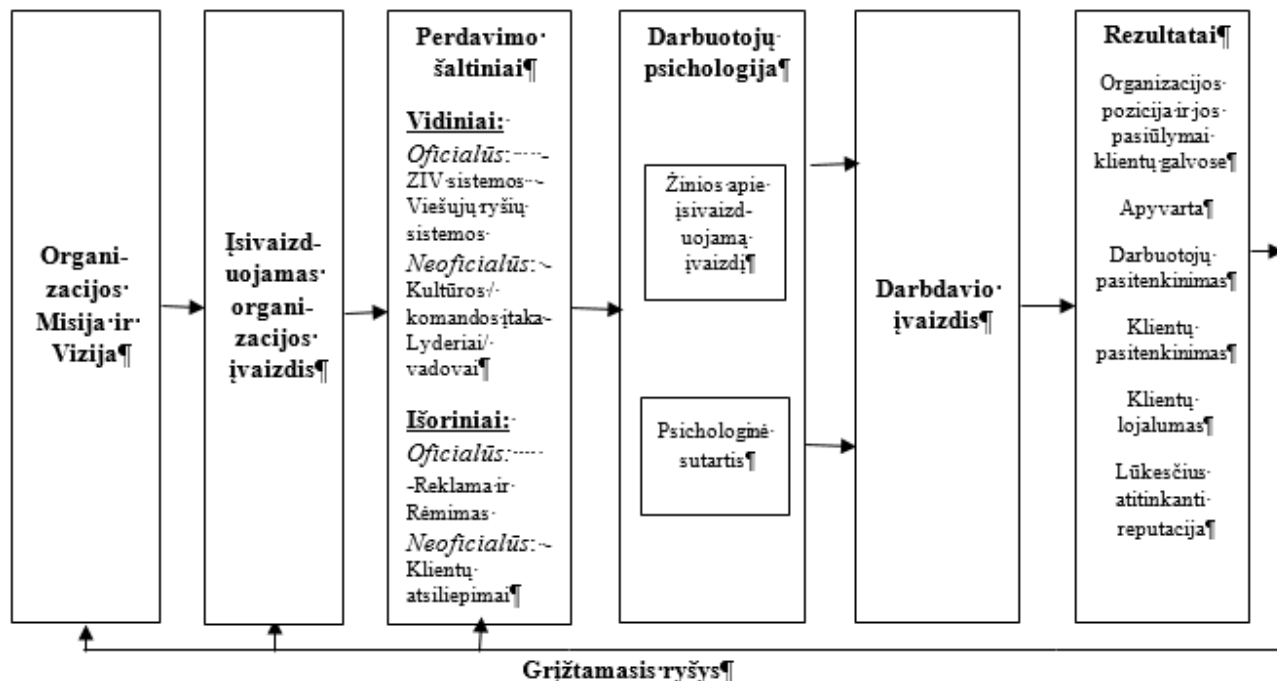 Organi-
zacijos
Misija ir
Vizija¶
Įsivaizd-
uojamas
organi-
zacijos
įvaizdis¶
Perdavimo
šaltiniai¶
Vidiniai:
Oficialūs:
ZIV sistemos
Viešųjų ryšių
sistemos
Neoficialūs:
Kultūros /
komandos įtaka
Lyderiai/
vadovai¶
Išoriniai:
Oficialūs:
-Reklama ir
Rėmimas
Neoficialūs:
Klientų
atsiliepimai¶
Darbuotojų
psichologija¶
Žinios apie
įsivaizd-
uojamą
įvaizdį¶
Psichologinė
sutartis¶
Darbdavio
įvaizdis¶
Rezultatai¶
Organizacijos
pozicija ir jos
pasiūlymai
klientų galvose¶
Apyvarta¶
Darbuotojų
pasitenkinimas¶
Klientų
pasitenkinimas¶
Klientų
lojalumas¶
Lūkesčius
atitinkanti
reputacija¶
Grįžtamasis ryšys¶